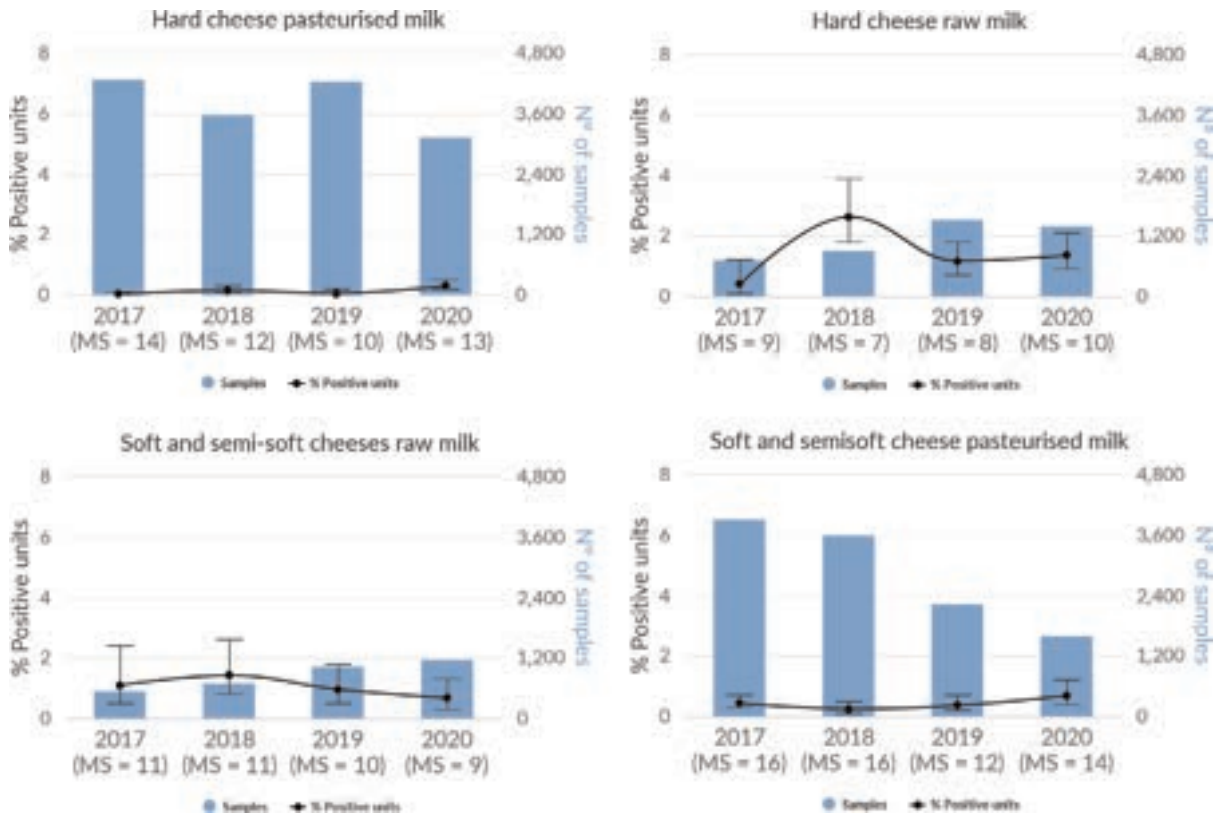 Hard cheese pasteurised milk
8
6
4
2
0
% Positive units
4,800
3,600
2,400
1,200
0
N° of samples
2017 2018 2019 2020
(MS = 14) (MS = 12) (MS = 10) (MS = 13)
Samples % Positive units
Hard cheese raw milk
8
6
4
2
0
% Positive units
4,800
3,600
2,400
1,200
0
N° of samples
2017 2018 2019 2020
(MS = 9) (MS = 7) (MS = 8) (MS = 10)
Samples % Positive units
Soft and semi-soft cheeses raw milk
8
6
4
2
0
% Positive units
4,800
3,600
2,400
1,200
0
N° of samples
2017 2018 2019 2020
(MS = 11) (MS = 11) (MS = 10) (MS = 9)
Samples % Positive units
Soft and semisoft cheese pasteurised milk
8
6
4
2
0
% Positive units
4,800
3,600
2,400
1,200
0
N° of samples
2017 2018 2019 2020
(MS = 16) (MS = 16) (MS = 12) (MS = 14)
Samples % Positive units